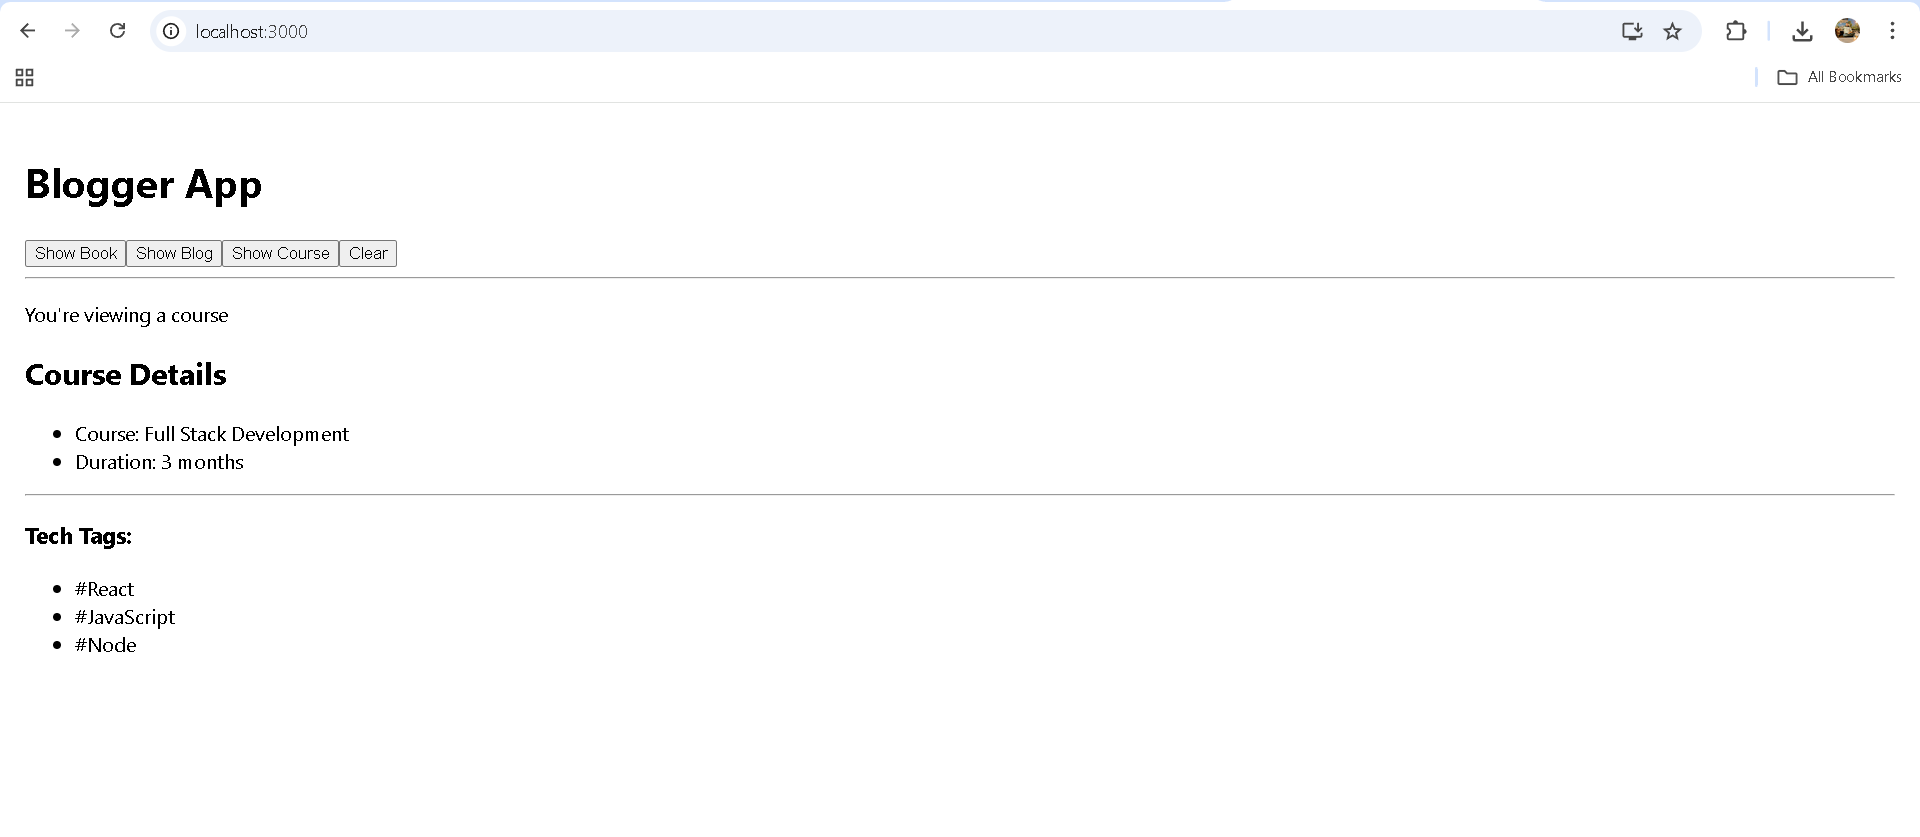 localhost:3000
All Bookmarks
Blogger App
Show Book Show Blog Show Course Clear
You're viewing a course
Course Details
Course: Full Stack Development
Duration: 3 months
Tech Tags:
#React
#JavaScript
#Node